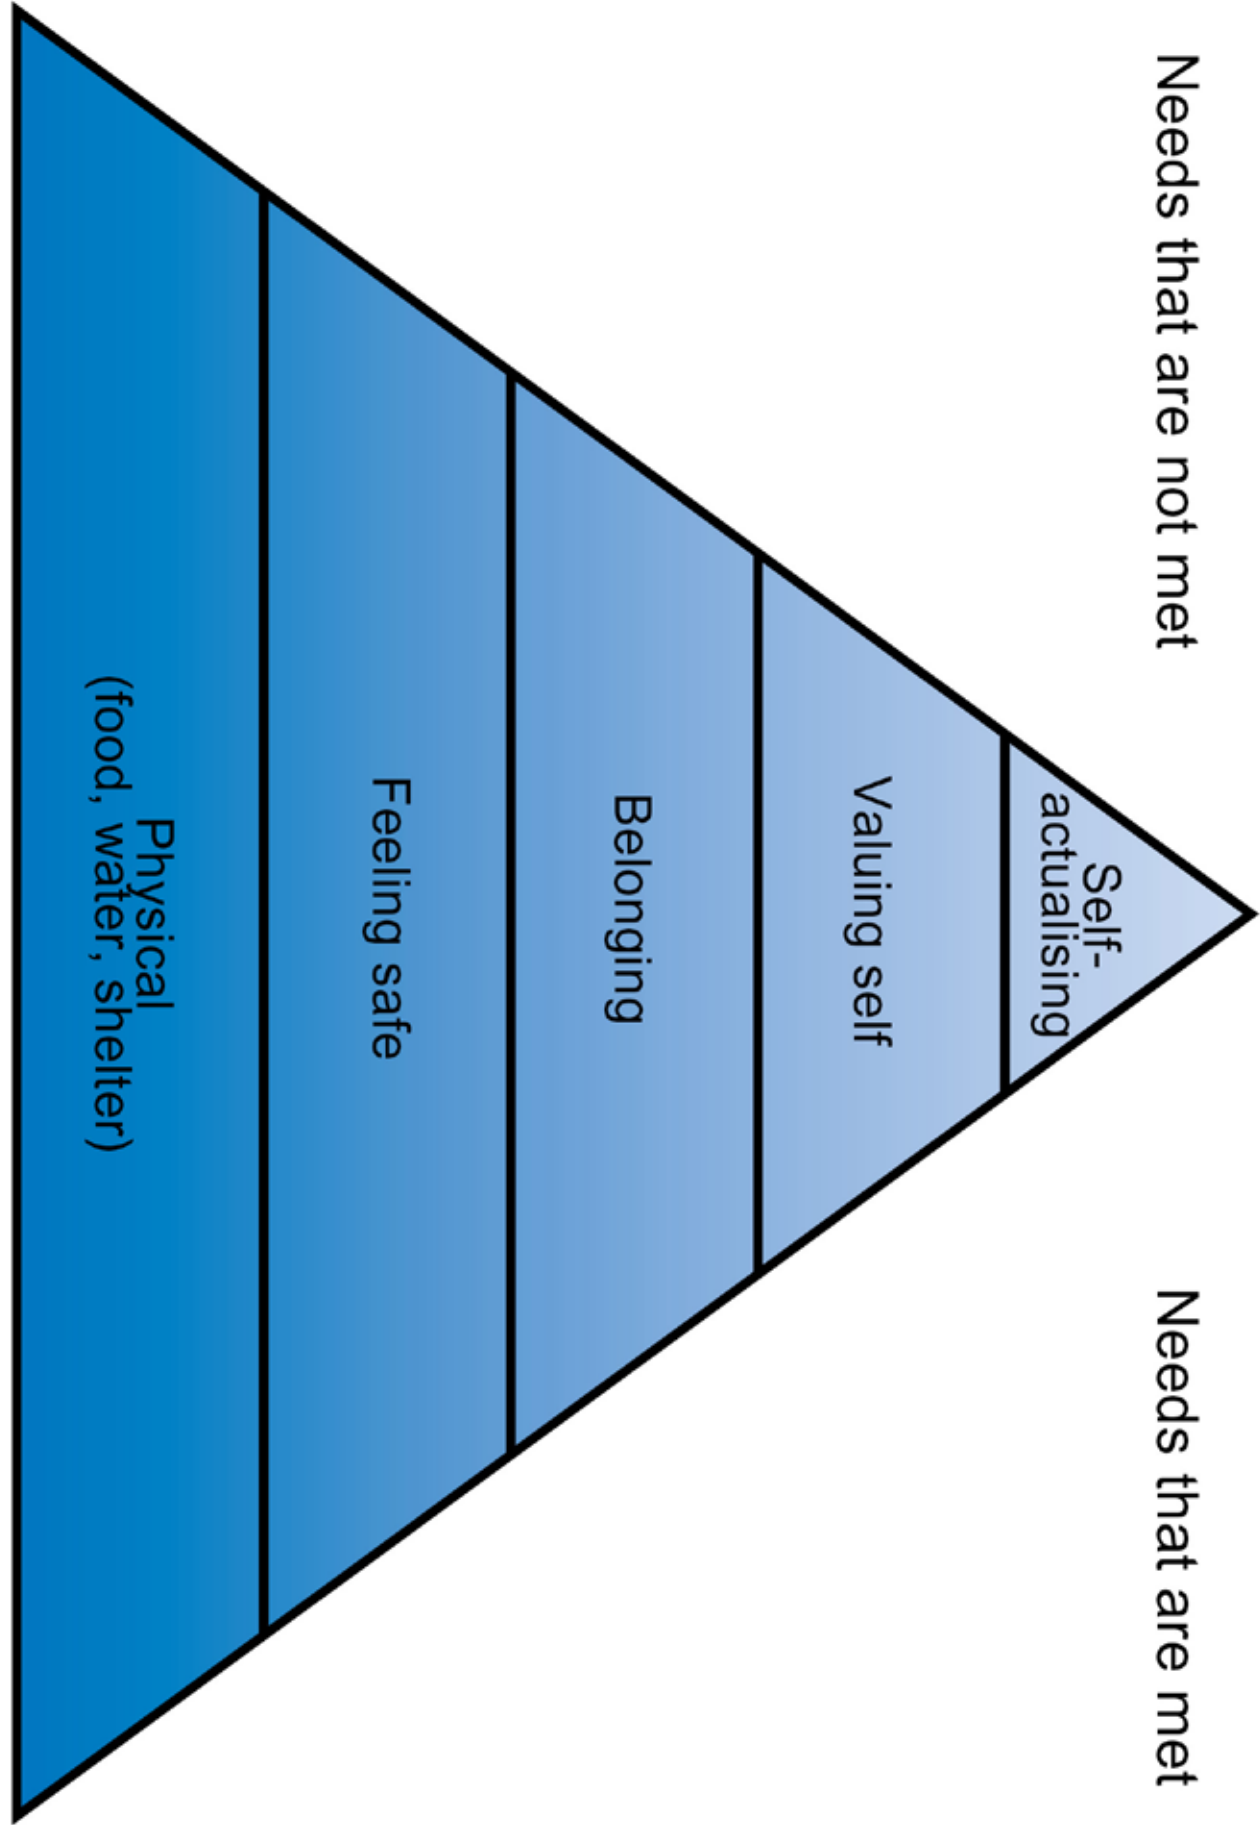 Needs that are not met
Needs that are met
Self-
actualising
Valuing self
Belonging
Feeling safe
Physical
(food, water, shelter)